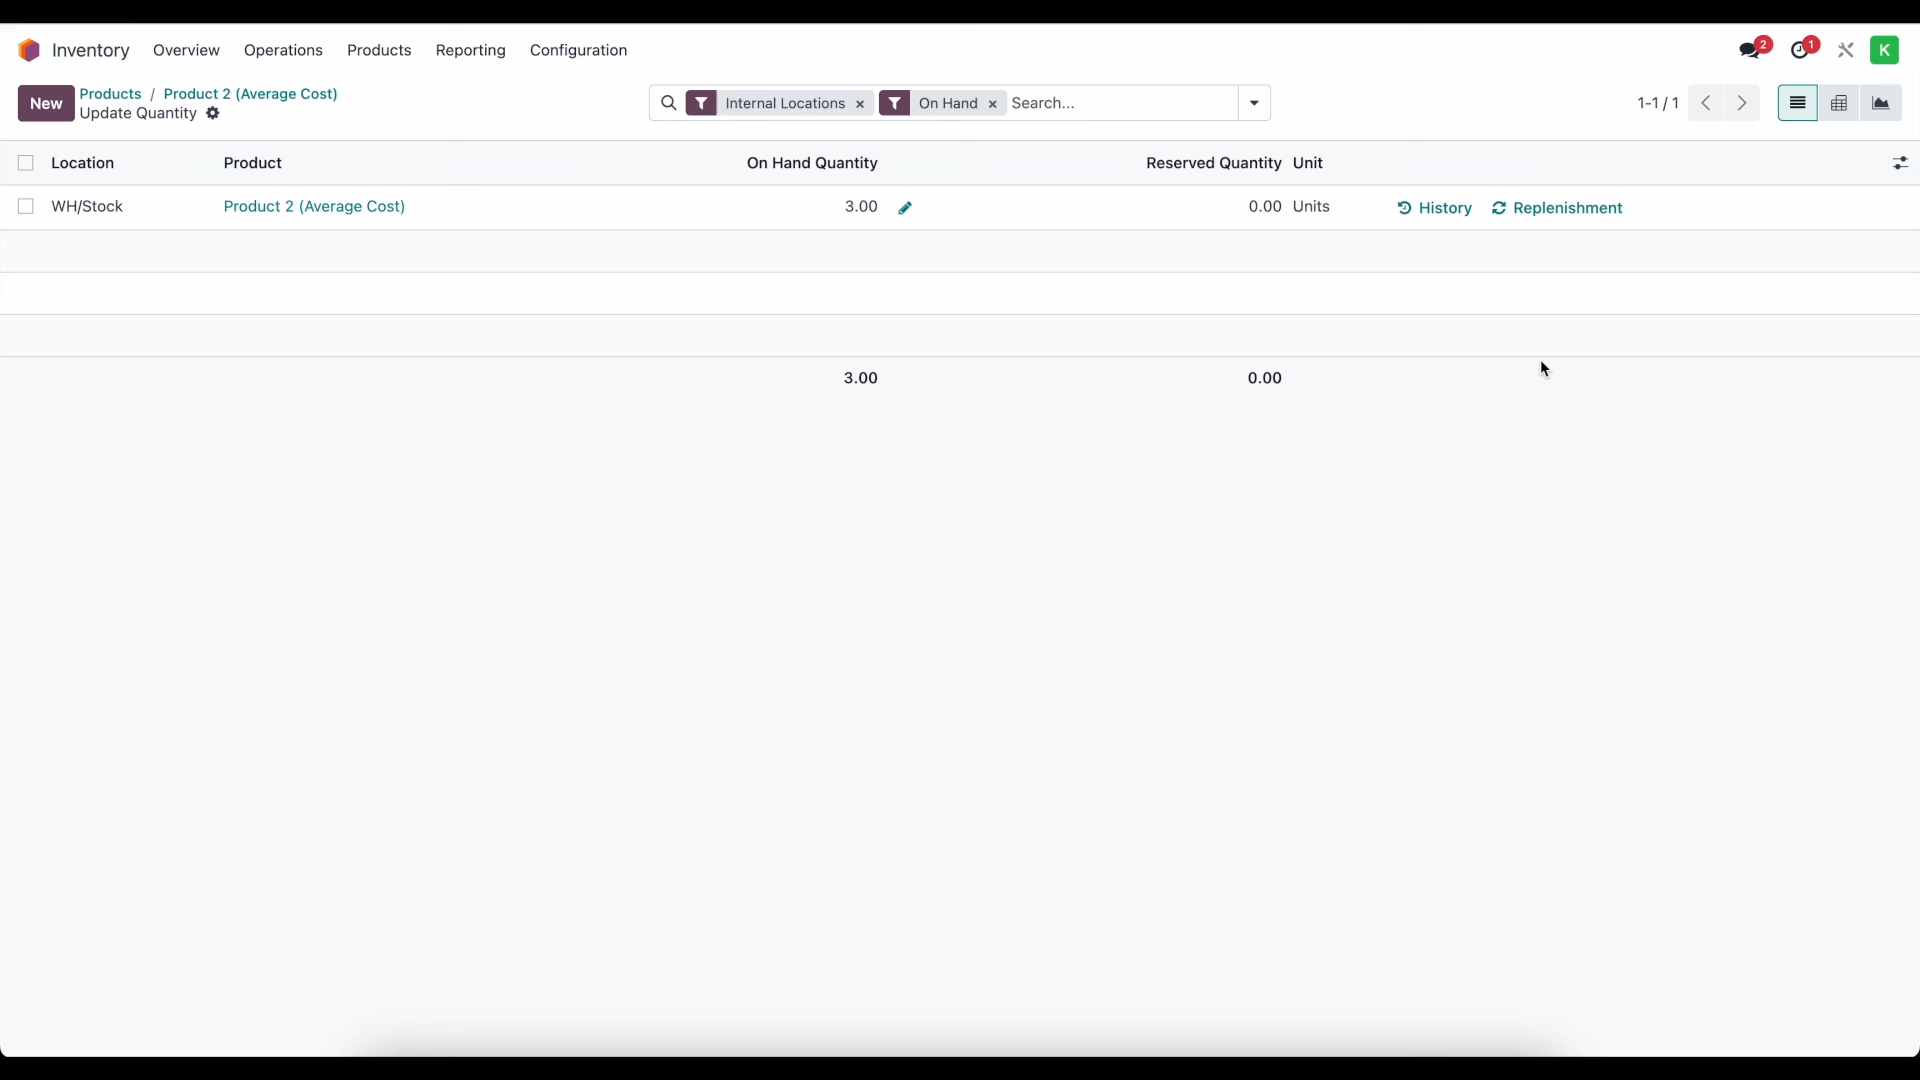 Inventory Overview Operations Products Reporting Configuration 2 1 K
New Products / Product 2 (Average Cost)
Update Quantity
Internal Locations × On Hand × Search... 1-1 / 1
Location Product On Hand Quantity Reserved Quantity Unit
WH/Stock Product 2 (Average Cost) 3.00 0.00 Units History Replenishment
3.00 0.00